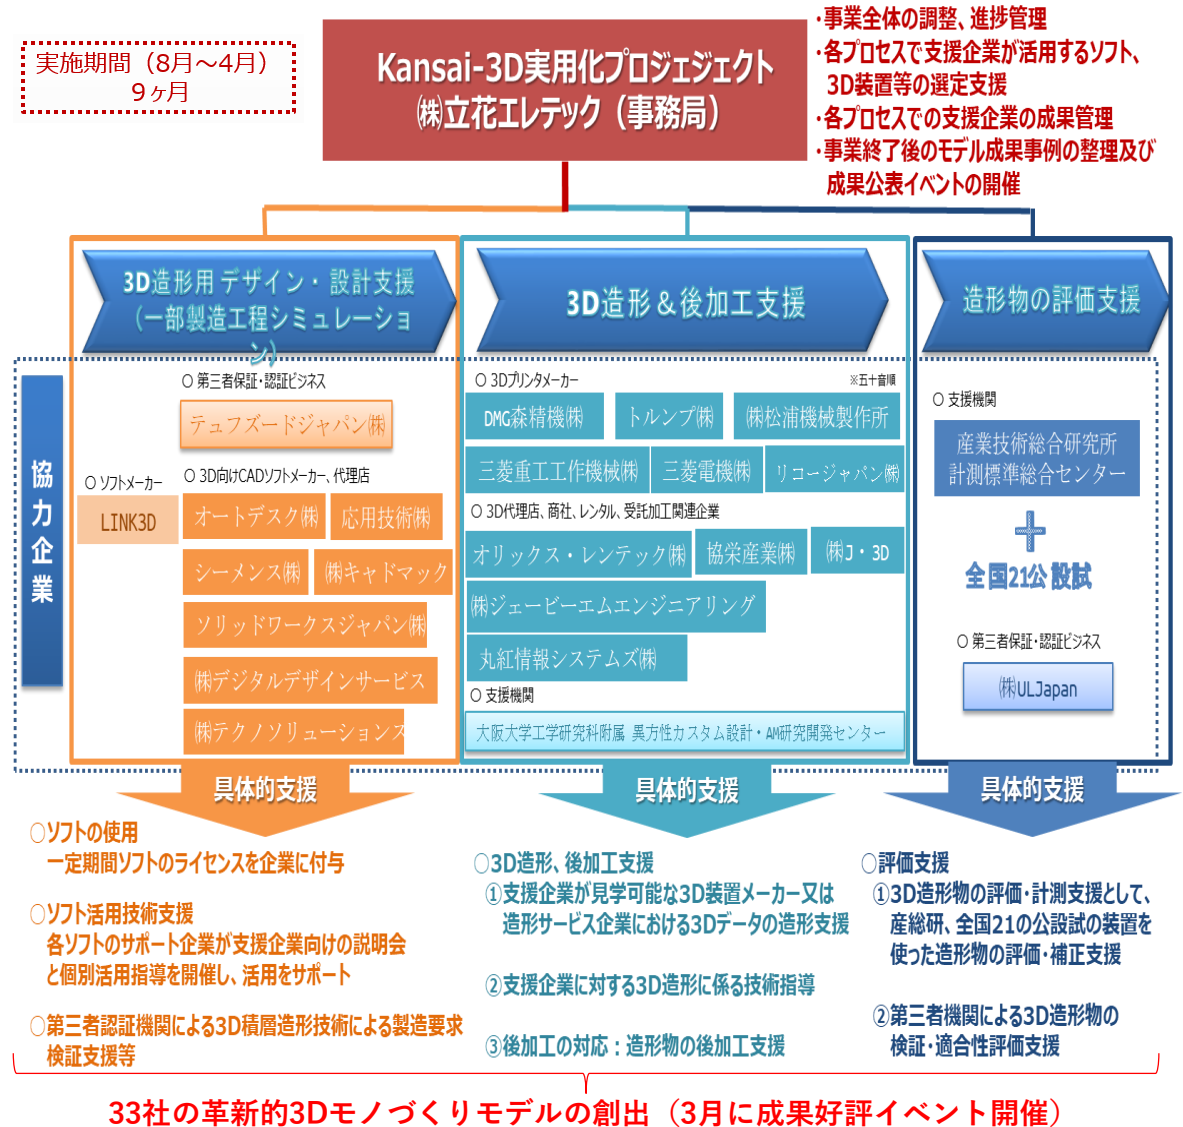 実施期間（8月～4月）
9ヶ月
Kansai-3D実用化プロジェジェクト
㈱立花エレテック（事務局）
・事業全体の調整、進捗管理
・各プロセスで支援企業が活用するソフト、
3D装置等の選定支援
・各プロセスでの支援企業の成果管理
・事業終了後のモデル成果事例の整理及び
成果公表イベントの開催
3D造形用 デザイン・ 設計支援
（一部製造工程シミュレーショ
ン）
3D造形＆後加工支援
造形物の評価支援
協力企業
○ 第三者保証・認証ビジネス
テュフズードジャパン㈱
○ ソフトメーカー
LINK3D
○ 3D向けCADソフトメーカー、代理店
オートデスク㈱
応用技術㈱
シーメンス㈱
㈱キャドマック
ソリッドワークスジャパン㈱
㈱デジタルデザインサービス
㈱テクノソリューションズ
○ 3Dプリンタメーカー
※五十音順
DMG森精機㈱
トルンプ㈱
㈱松浦機械製作所
三菱重工工作機械㈱
三菱電機㈱
リコージャパン㈱
○ 3D代理店、商社、レンタル、受託加工関連企業
オリックス・レンテック㈱
協栄産業㈱
㈱J・3D
㈱ジェービーエムエンジニアリング
丸紅情報システムズ㈱
○ 支援機関
大阪大学工学研究科附属 異方性カスタム設計・AM研究開発センター
○ 支援機関
産業技術総合研究所
計測標準総合センター
＋
全国21公設試
○ 第三者保証・認証ビジネス
㈱ULJapan
具体的支援
○ソフトの使用
一定期間ソフトのライセンスを企業に付与
○ソフト活用技術支援
各ソフトのサポート企業が支援企業向けの説明会
と個別活用指導を開催し、活用をサポート
○第三者認証機関による3D積層造形技術による製造要求
検証支援等
具体的支援
○3D造形、後加工支援
①支援企業が見学可能な3D装置メーカー又は
造形サービス企業における3Dデータの造形支援
②支援企業に対する3D造形に係る技術指導
③後加工の対応：造形物の後加工支援
具体的支援
○評価支援
①3D造形物の評価・計測支援として、
産総研、全国21の公設試の装置を
使った造形物の評価・補正支援
②第三者機関による3D造形物の
検証・適合性評価支援
33社の革新的3Dモノづくりモデルの創出（3月に成果好評イベント開催）